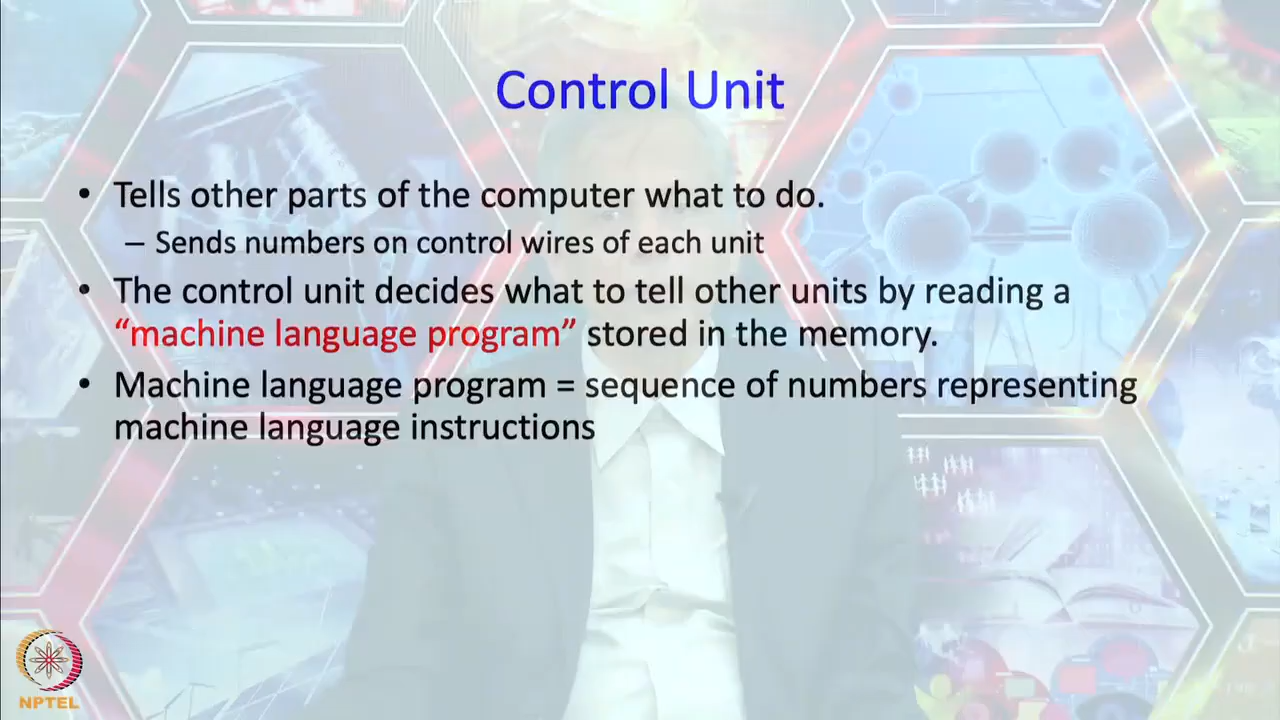 Control Unit
• Tells other parts of the computer what to do.
– Sends numbers on control wires of each unit
• The control unit decides what to tell other units by reading a
“machine language program” stored in the memory.
• Machine language program = sequence of numbers representing
machine language instructions
NPTEL